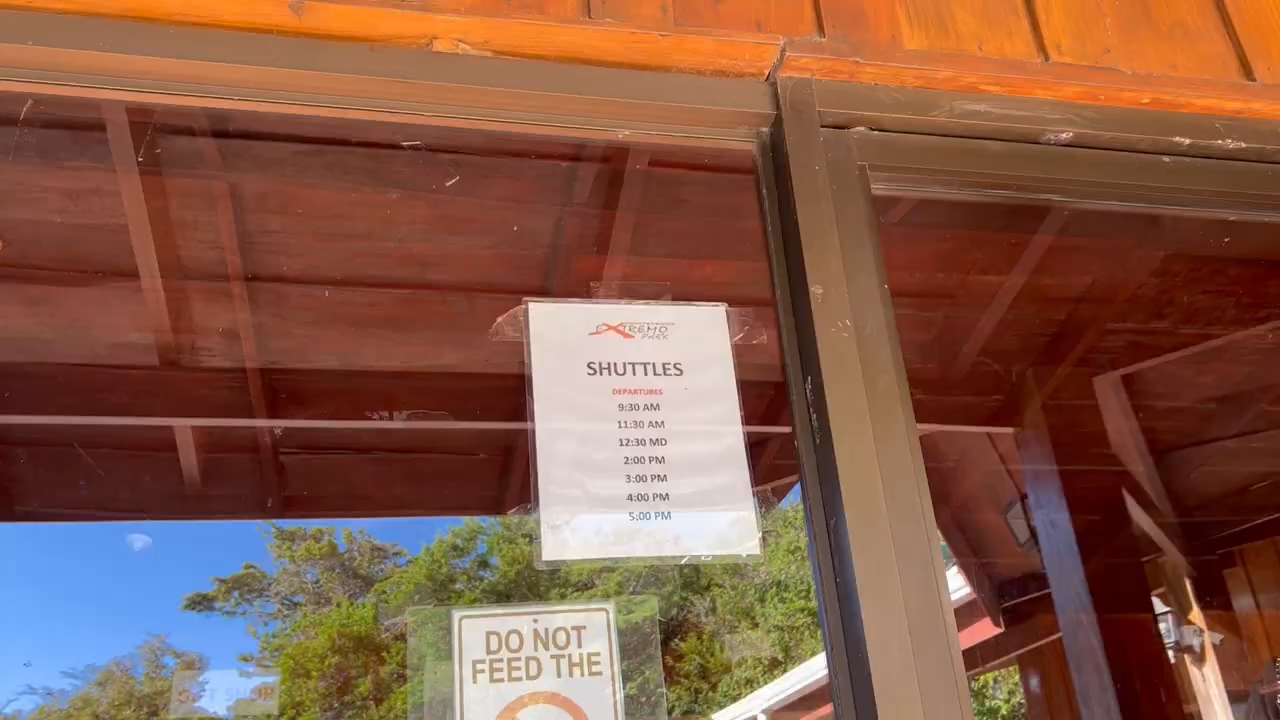 EXTREMO
PARK
SHUTTLES
DEPARTURES
9:30 AM
11:30 AM
12:30 MD
2:00 PM
3:00 PM
4:00 PM
5:00 PM
DO NOT
FEED THE
SHOP